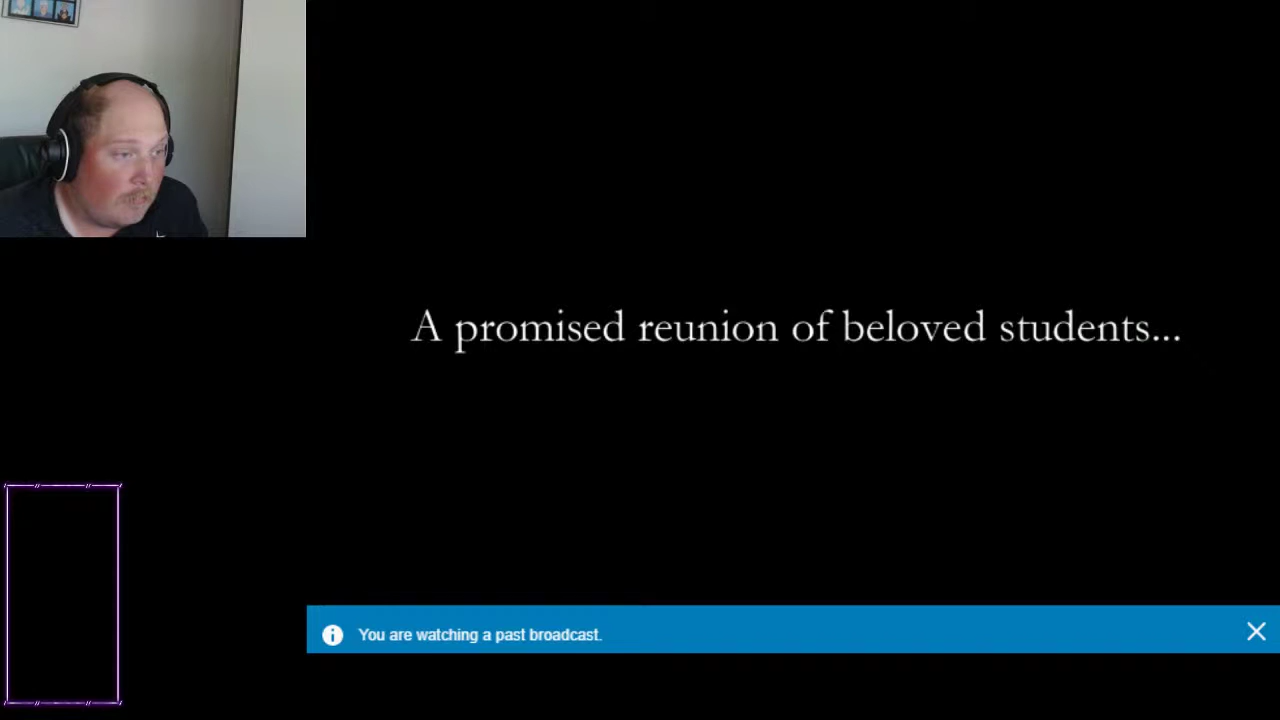 A promised reunion of beloved students...
You are watching a past broadcast.